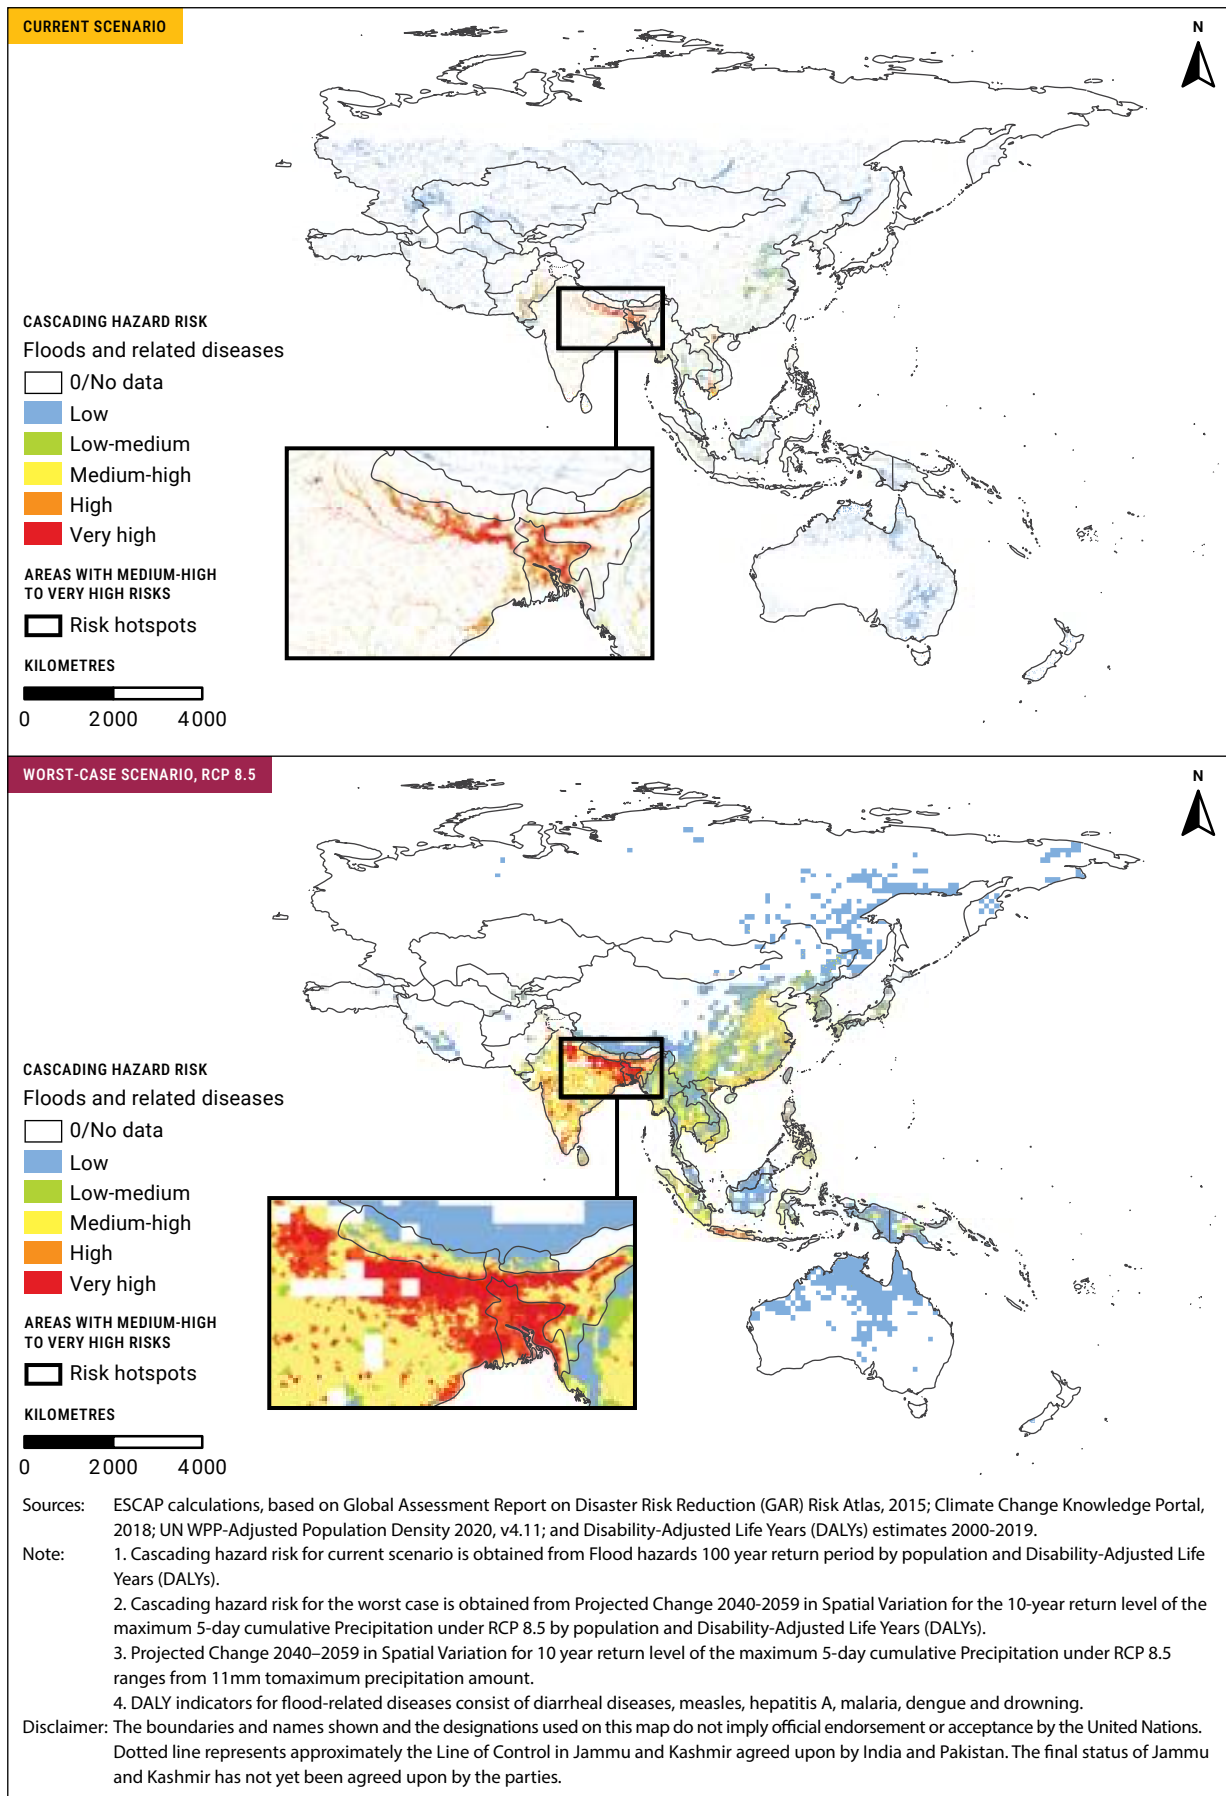 CURRENT SCENARIO
N
CASCADING HAZARD RISK
Floods and related diseases
0/No data
Low
Low-medium
Medium-high
High
Very high
AREAS WITH MEDIUM-HIGH
TO VERY HIGH RISKS
Risk hotspots
KILOMETRES
0 2 000 4 000
WORST-CASE SCENARIO, RCP 8.5
N
CASCADING HAZARD RISK
Floods and related diseases
0/No data
Low
Low-medium
Medium-high
High
Very high
AREAS WITH MEDIUM-HIGH
TO VERY HIGH RISKS
Risk hotspots
KILOMETRES
0 2 000 4 000
Sources: ESCAP calculations, based on Global Assessment Report on Disaster Risk Reduction (GAR) Risk Atlas, 2015; Climate Change Knowledge Portal,
2018; UN WPP-Adjusted Population Density 2020, v4.11; and Disability-Adjusted Life Years (DALYs) estimates 2000-2019.
Note: 1. Cascading hazard risk for current scenario is obtained from Flood hazards 100 year return period by population and Disability-Adjusted Life
Years (DALYs).
2. Cascading hazard risk for the worst case is obtained from Projected Change 2040-2059 in Spatial Variation for the 10-year return level of the
maximum 5-day cumulative Precipitation under RCP 8.5 by population and Disability-Adjusted Life Years (DALYs).
3. Projected Change 2040–2059 in Spatial Variation for 10 year return level of the maximum 5-day cumulative Precipitation under RCP 8.5
ranges from 11mm tomaximum precipitation amount.
4. DALY indicators for flood-related diseases consist of diarrheal diseases, measles, hepatitis A, malaria, dengue and drowning.
Disclaimer: The boundaries and names shown and the designations used on this map do not imply official endorsement or acceptance by the United Nations.
Dotted line represents approximately the Line of Control in Jammu and Kashmir agreed upon by India and Pakistan. The final status of Jammu
and Kashmir has not yet been agreed upon by the parties.